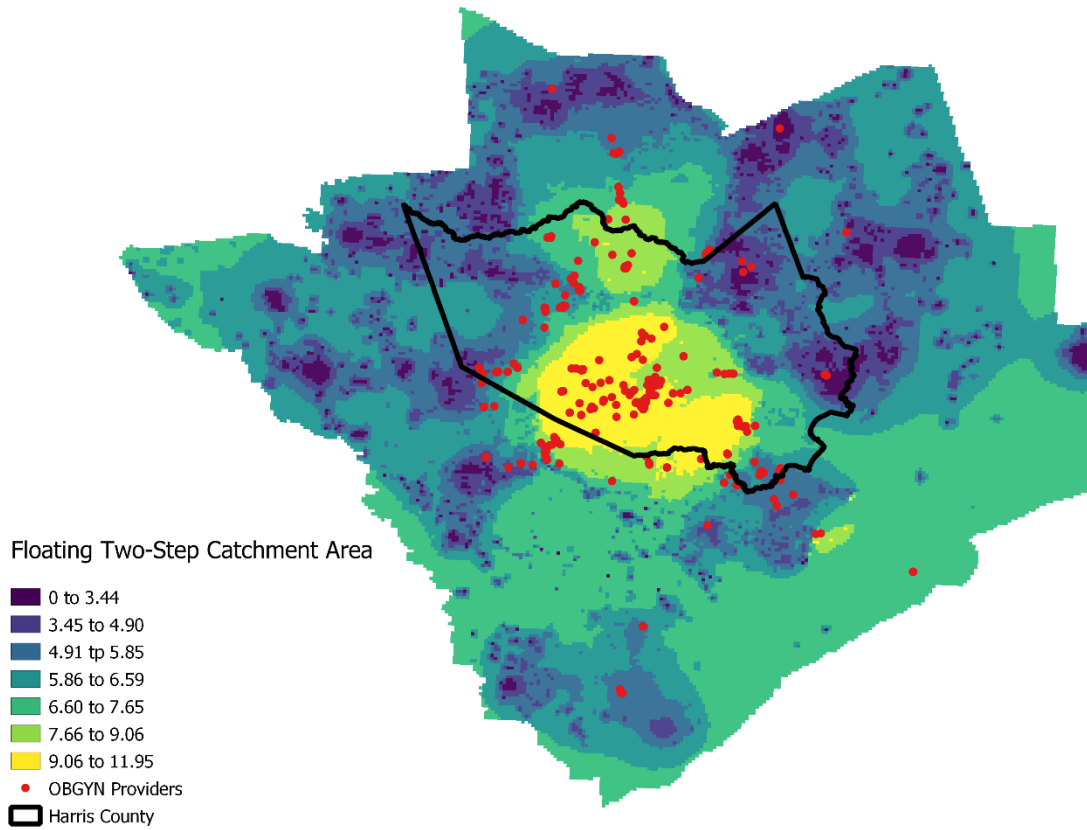 Floating Two-Step Catchment Area
0 to 3.44
3.45 to 4.90
4.91 tp 5.85
5.86 to 6.59
6.60 to 7.65
7.66 to 9.06
9.06 to 11.95
OBGYN Providers
Harris County